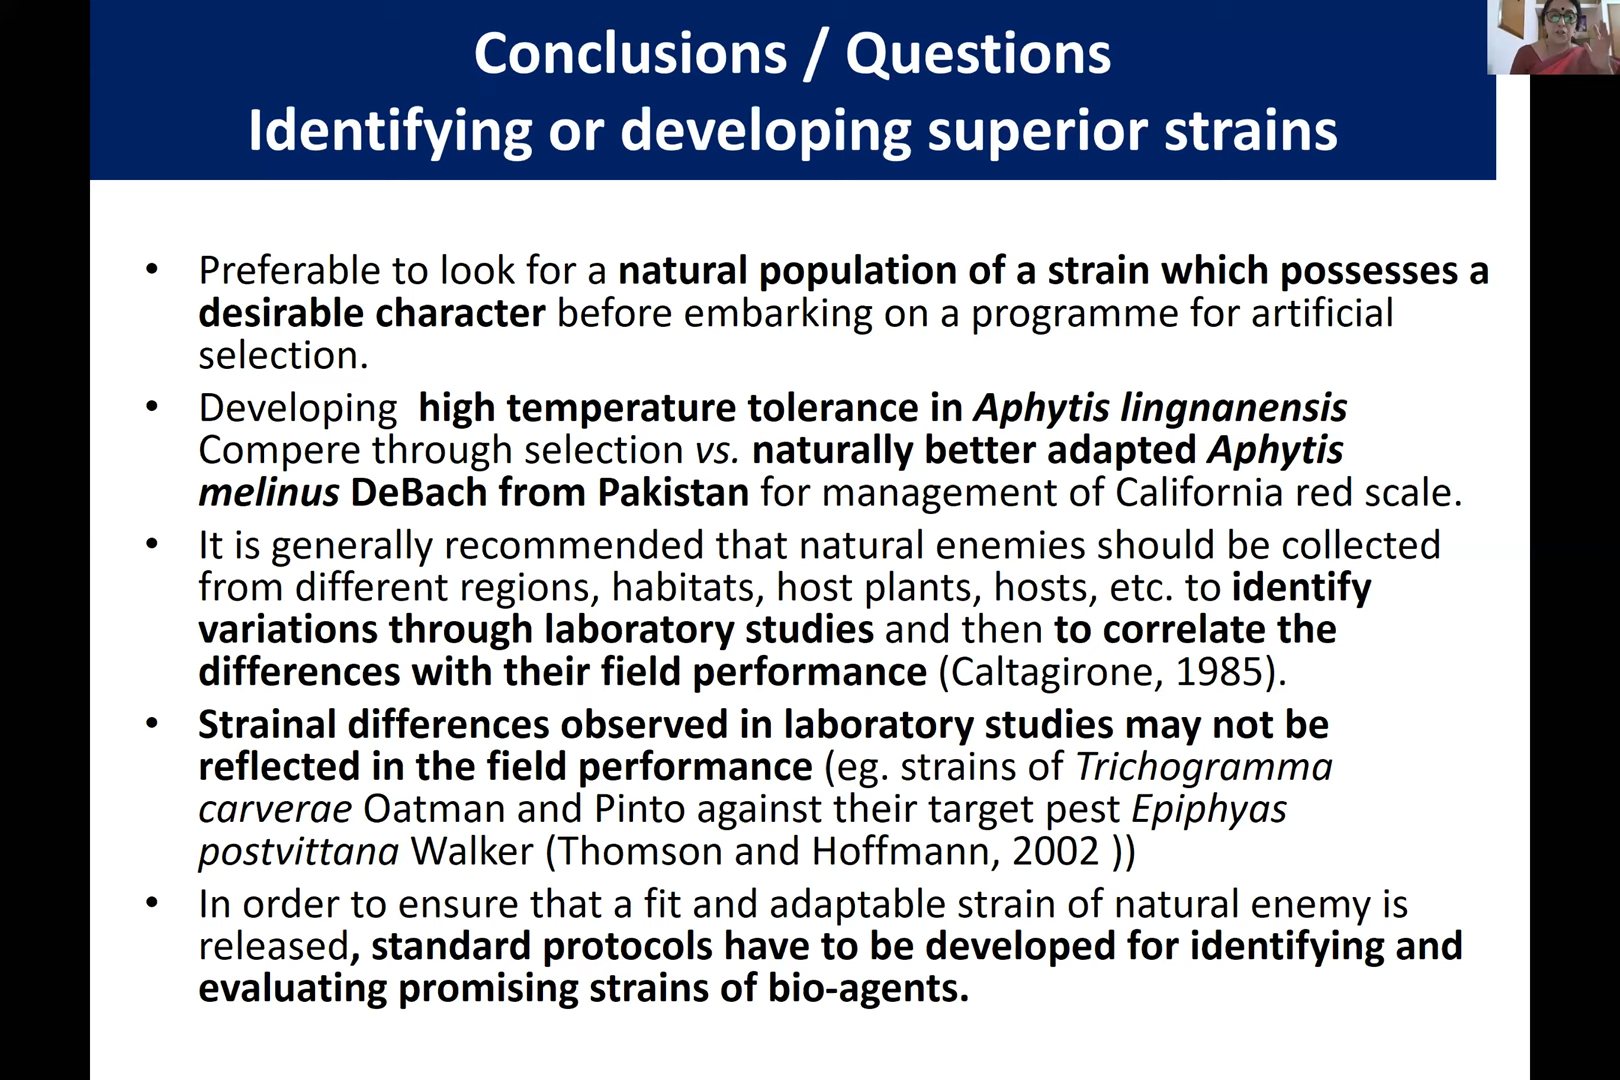 Conclusions / Questions
Identifying or developing superior strains
• Preferable to look for a natural population of a strain which possesses a
desirable character before embarking on a programme for artificial
selection.
• Developing  high temperature tolerance in Aphytis lingnanensis
Compere through selection vs. naturally better adapted Aphytis
melinus DeBach from Pakistan for management of California red scale.
• It is generally recommended that natural enemies should be collected
from different regions, habitats, host plants, hosts, etc. to identify
variations through laboratory studies and then to correlate the
differences with their field performance (Caltagirone, 1985).
• Strainal differences observed in laboratory studies may not be
reflected in the field performance (eg. strains of Trichogramma
carverae Oatman and Pinto against their target pest Epiphyas
postvittana Walker (Thomson and Hoffmann, 2002 ))
• In order to ensure that a fit and adaptable strain of natural enemy is
released, standard protocols have to be developed for identifying and
evaluating promising strains of bio-agents.